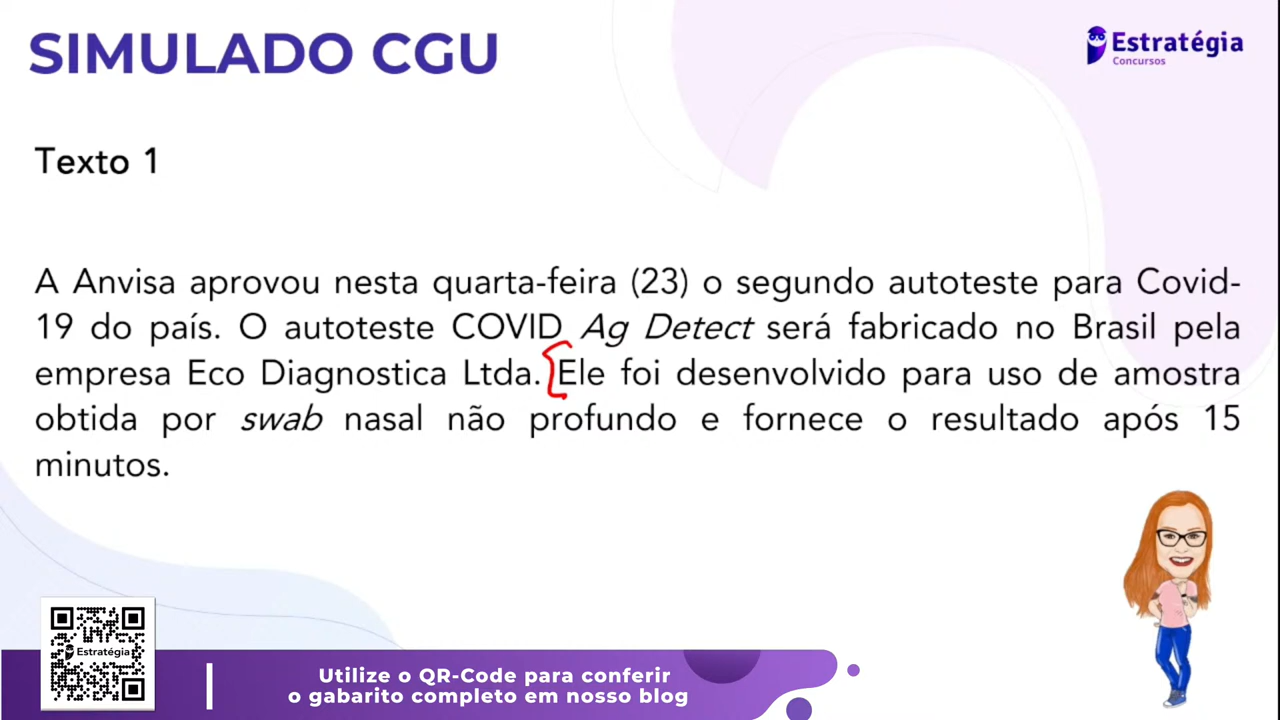 SIMULADO CGU
Estratégia
Concursos
Texto 1
A Anvisa aprovou nesta quarta-feira (23) o segundo autoteste para Covid-
19 do país. O autoteste COVID Ag Detect será fabricado no Brasil pela
empresa Eco Diagnostica Ltda. Ele foi desenvolvido para uso de amostra
obtida por swab nasal não profundo e fornece o resultado após 15
minutos.
Estratégia
Utilize o QR-Code para conferir
o gabarito completo em nosso blog